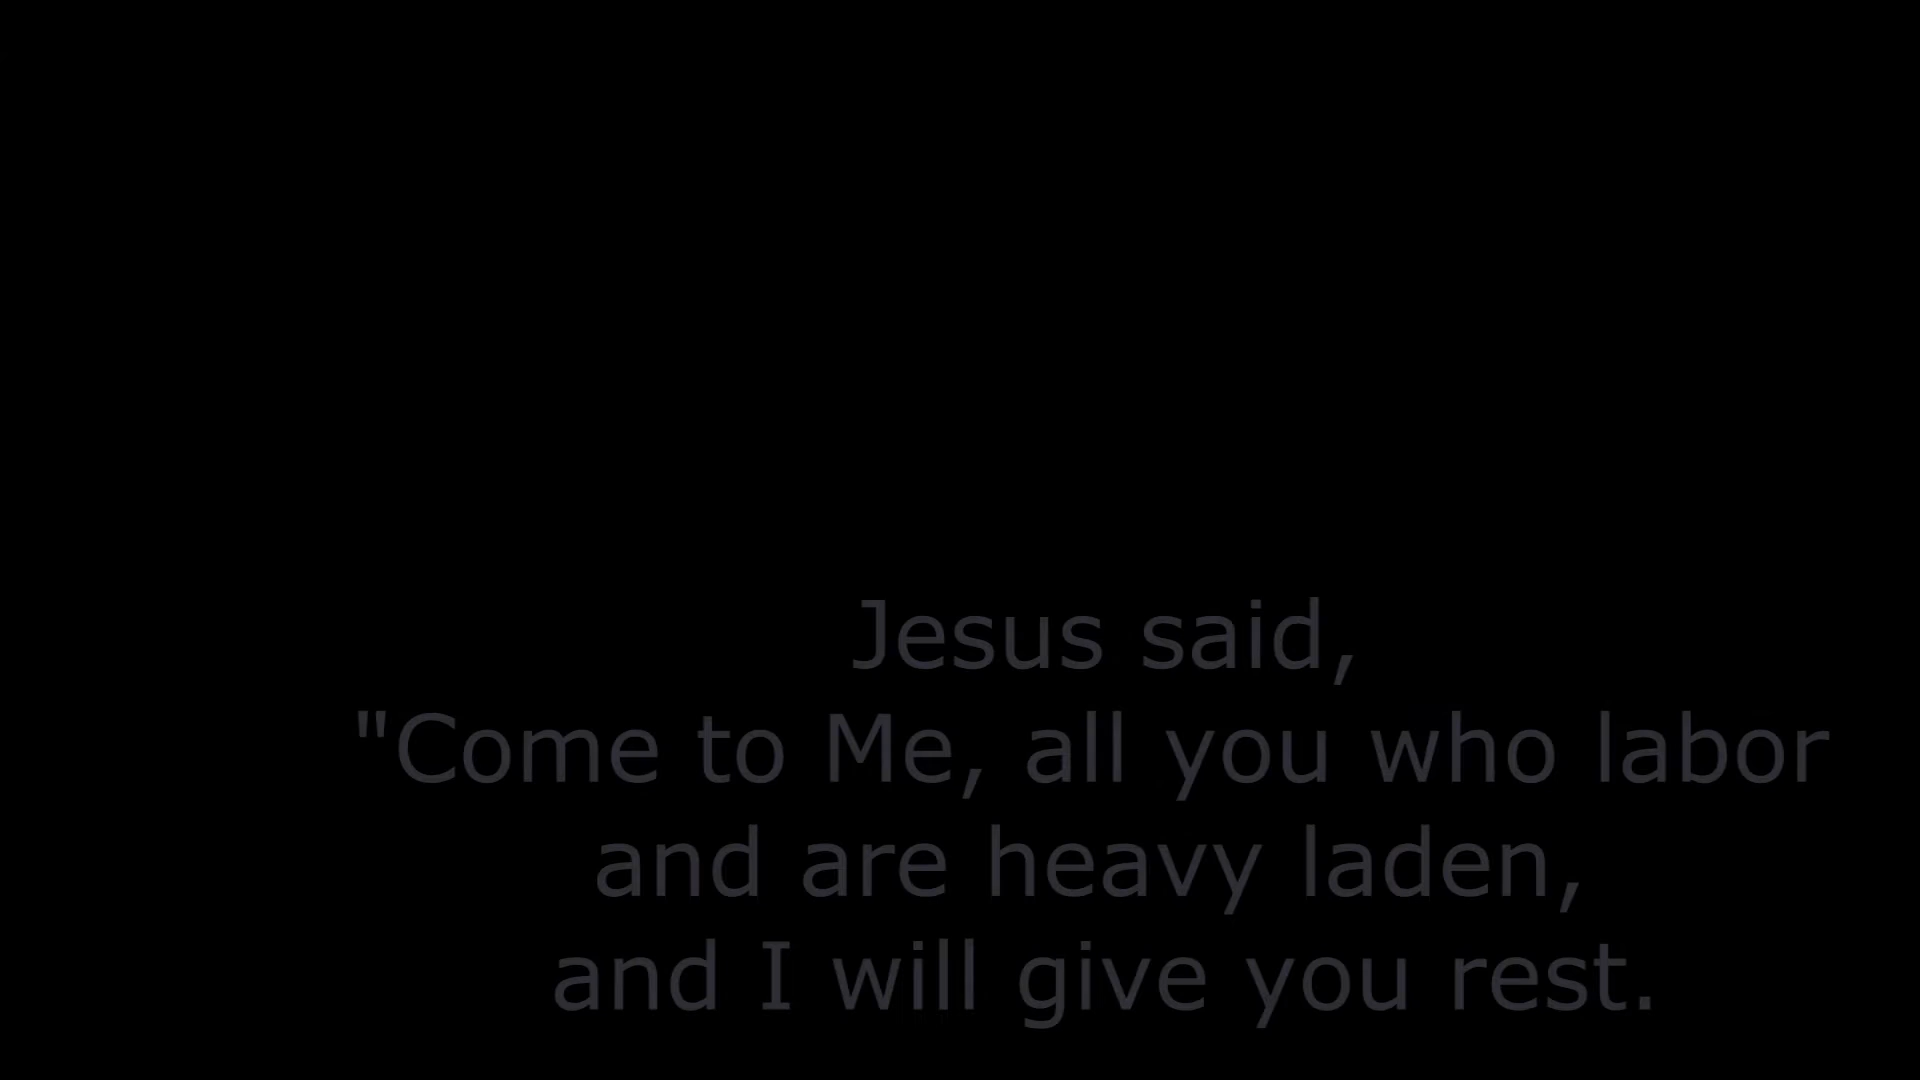 Jesus said,
"Come to Me, all you who labor
and are heavy laden,
and I will give you rest.